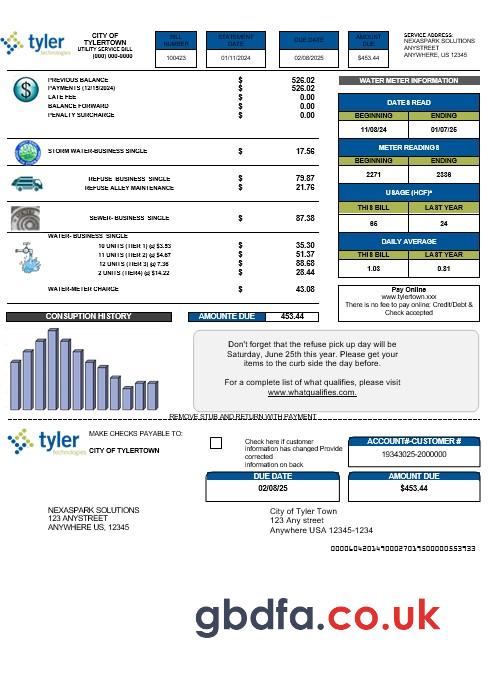 tyler
technologies
CITY OF
TYLERTOWN
UTILITY SERVICE BILL
(000) 000-0000
BILL
NUMBER
100423
STATEMENT
DATE
01/11/2024
DUE DATE
02/08/2025
AMOUNT
DUE
$453.44
SERVICE ADDRESS:
NEXASPARK SOLUTIONS
ANYSTREET
ANYWHERE, US 12345
PREVIOUS BALANCE $ 526.02
PAYMENTS (12/15/2024) $ 526.02
LATE FEE $ 0.00
BALANCE FORWARD $ 0.00
PENALTY SURCHARGE $ 0.00
STORM WATER-BUSINESS SINGLE $ 17.56
REFUSE BUSINESS SINGLE $ 79.87
REFUSE ALLEY MAINTENANCE $ 21.76
SEWER- BUSINESS SINGLE $ 87.38
WATER- BUSINESS SINGLE
10 UNITS (TIER 1) @ $3.53 $ 35.30
11 UNITS (TIER 2) @ $4.67 $ 51.37
12 UNITS (TIER 3) @ 7.39 $ 88.68
2 UNITS (TIER4) @ $14.22 $ 28.44
WATER-METER CHARGE $ 43.08
WATER METER INFORMATION
DATE8 READ
BEGINNING ENDING
11/08/24 01/07/25
METER READING8
BEGINNING ENDING
2271 2336
U8AGE (HCF)*
THI8 BILL LA8T YEAR
65 24
DAILY AVERAGE
THI8 BILL LA8T YEAR
1.03 0.81
Pay Online
www.tylertown.xxx
There is no fee to pay online: Credit/Debt &
Check accepted
CONSUPTION HISTORY
AMOUNTE DUE 453.44
Don't forget that the refuse pick up day will be
Saturday, June 25th this year. Please get your
items to the curb side the day before.
For a complete list of what qualifies, please visit
www.whatqualifies.com.
REMOVE STUB AND RETURN WITH PAYMENT
tyler
technologies
MAKE CHECKS PAYABLE TO:
CITY OF TYLERTOWN
Check here if customer
information has changed Provide
corrected
information on back
ACCOUNT#-CUSTOMER #
19343025-2000000
DUE DATE
02/08/25
AMOUNT DUE
$453.44
NEXASPARK SOLUTIONS
123 ANYSTREET
ANYWHERE US, 12345
City of Tyler Town
123 Any street
Anywhere USA 12345-1234
gbdfa.co.uk